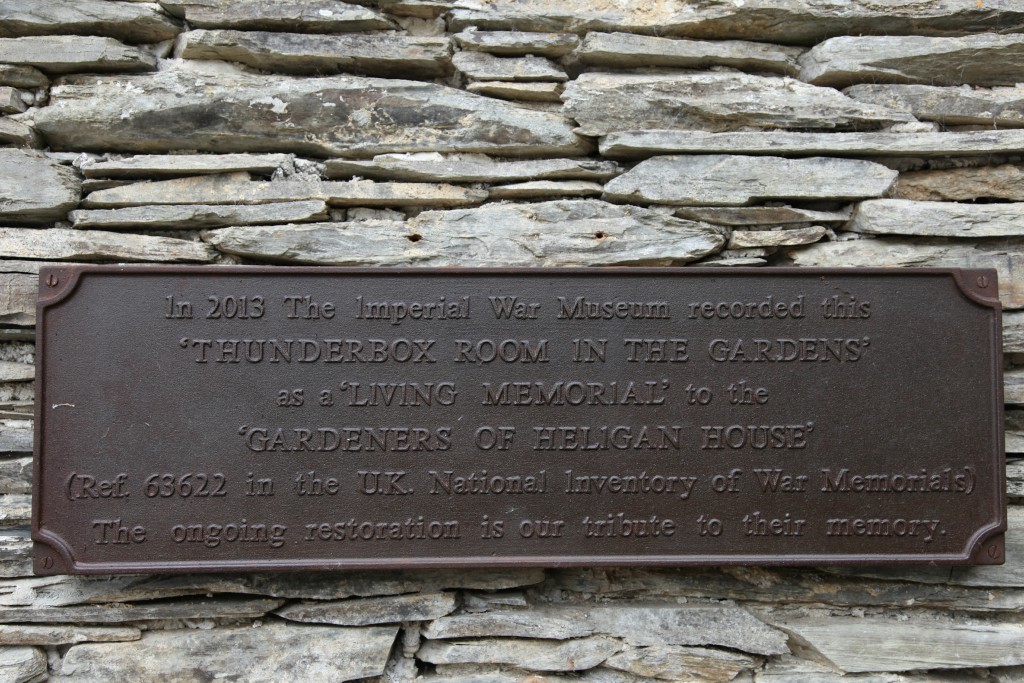 In 2013 The Imperial War Museum recorded this
‘THUNDERBOX ROOM IN THE GARDENS’
as a ‘LIVING MEMORIAL’ to the
‘GARDENERS OF HELIGAN HOUSE’
(Ref. 63622 in the U.K. National Inventory of War Memorials)
The ongoing restoration is our tribute to their memory.